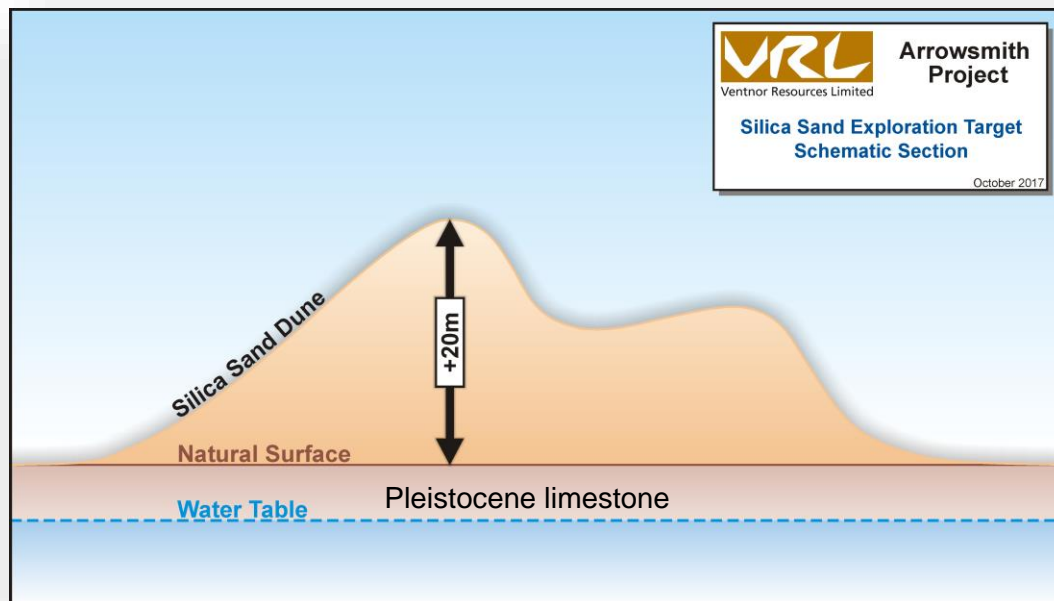 VRL
Ventnor Resources Limited
Arrowsmith
Project
Silica Sand Exploration Target
Schematic Section
October 2017
Silica Sand Dune
+20m
Natural Surface
Pleistocene limestone
Water Table